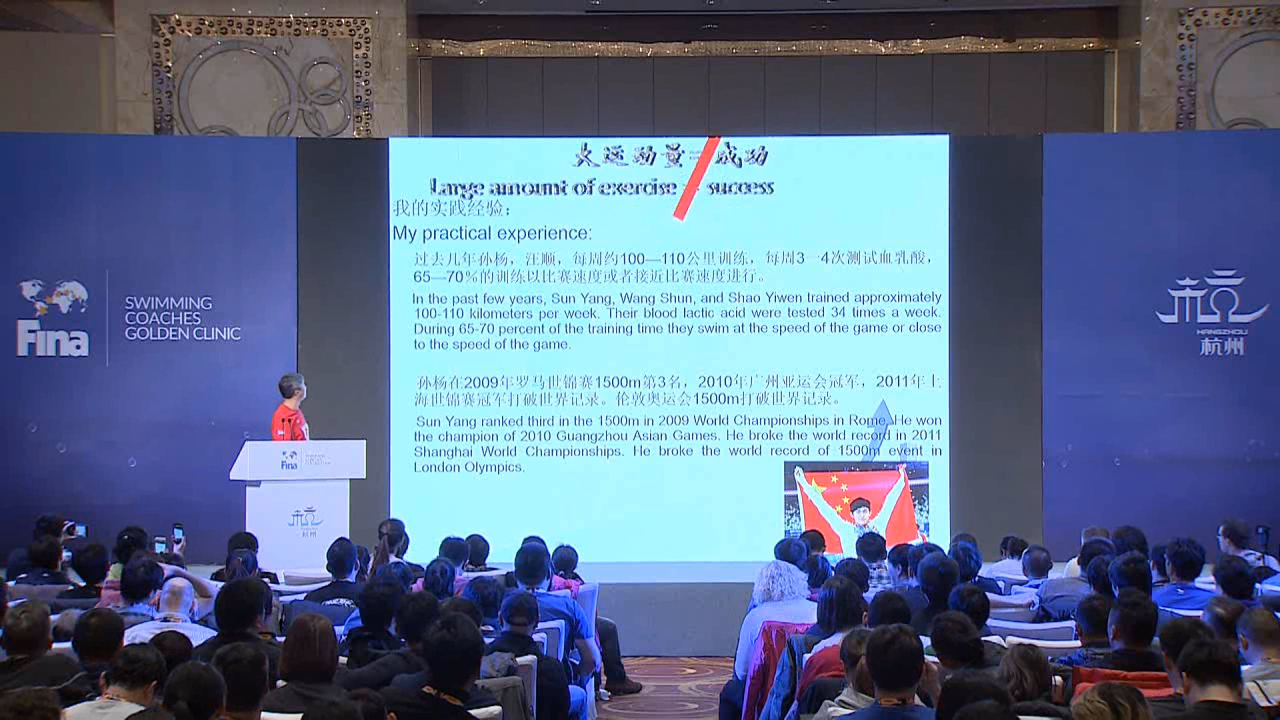 大运动量=成功
Large amount of exercise = success
我的实践经验：
My practical experience:
过去几年孙杨，汪顺，每周约100—110公里训练，每周3—4次测试血乳酸，
65—70%的训练以比赛速度或者接近比赛速度进行。
In the past few years, Sun Yang, Wang Shun, and Shao Yiwen trained approximately
100-110 kilometers per week. Their blood lactic acid were tested 34 times a week.
During 65-70 percent of the training time they swim at the speed of the game or close
to the speed of the game.
孙杨在2009年罗马世锦赛1500m第3名，2010年广州亚运会冠军，2011年上
海世锦赛冠军打破世界记录。伦敦奥运会1500m打破世界记录。
Sun Yang ranked third in the 1500m in 2009 World Championships in Rome. He won
the champion of 2010 Guangzhou Asian Games. He broke the world record in 2011
Shanghai World Championships. He broke the world record of 1500m event in
London Olympics.
Fina
SWIMMING
COACHES
GOLDEN CLINIC
HANGZHOU
杭州
Fina
杭州